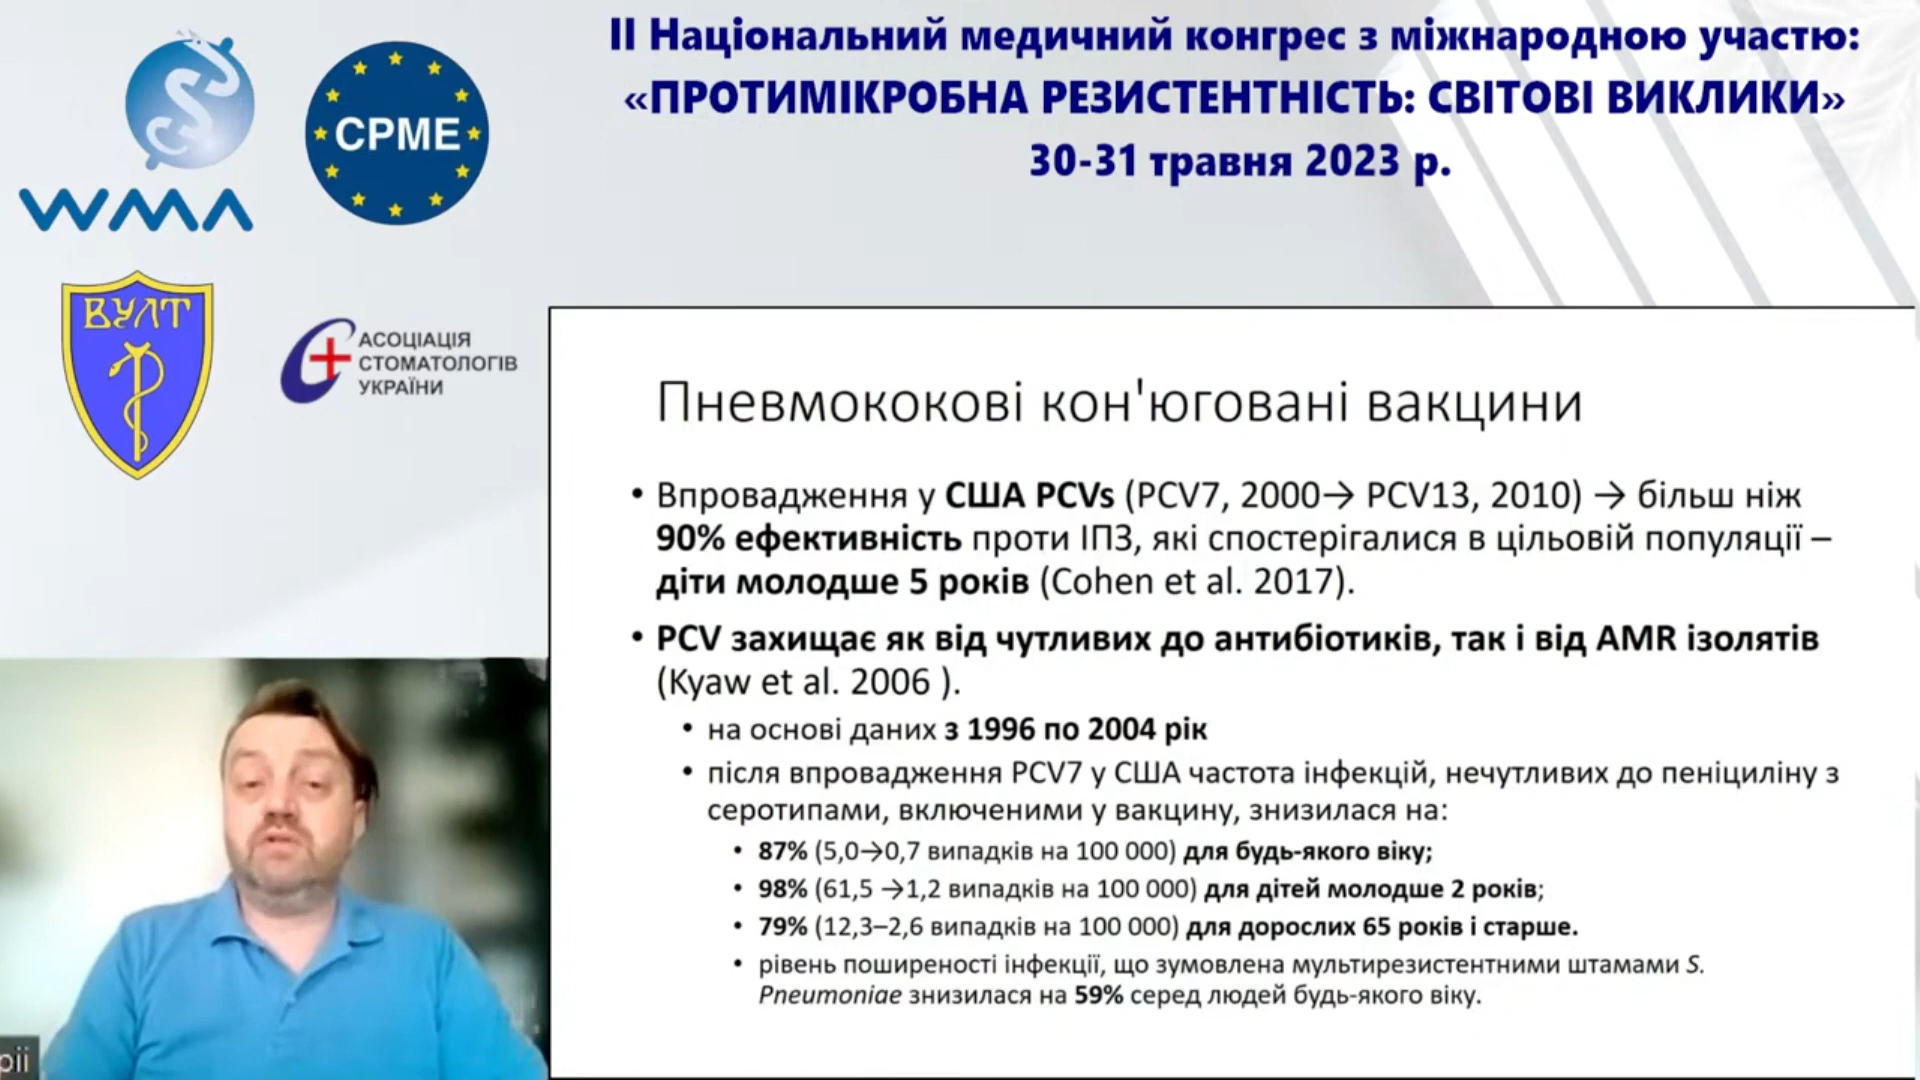 II Національний медичний конгрес з міжнародною участю:
«ПРОТИМІКРОБНА РЕЗИСТЕНТНІСТЬ: СВІТОВІ ВИКЛИКИ»
30-31 травня 2023 р.
WMA
CPME
ВУЛТ
АСОЦІАЦІЯ
СТОМАТОЛОГІВ
УКРАЇНИ
Пневмококові кон'юговані вакцини
• Впровадження у США PCVs (PCV7, 2000→ PCV13, 2010) → більш ніж
90% ефективність проти ІПЗ, які спостерігалися в цільовій популяції –
діти молодше 5 років (Cohen et al. 2017).
• PCV захищає як від чутливих до антибіотиків, так і від AMR ізолятів
(Kyaw et al. 2006 ).
• на основі даних з 1996 по 2004 рік
• після впровадження PCV7 у США частота інфекцій, нечутливих до пеніциліну з
серотипами, включеними у вакцину, знизилася на:
• 87% (5,0→0,7 випадків на 100 000) для будь-якого віку;
• 98% (61,5 →1,2 випадків на 100 000) для дітей молодше 2 років;
• 79% (12,3–2,6 випадків на 100 000) для дорослих 65 років і старше.
• рівень поширеності інфекції, що зумовлена мультирезистентними штамами S.
Pneumoniae знизилася на 59% серед людей будь-якого віку.
рії